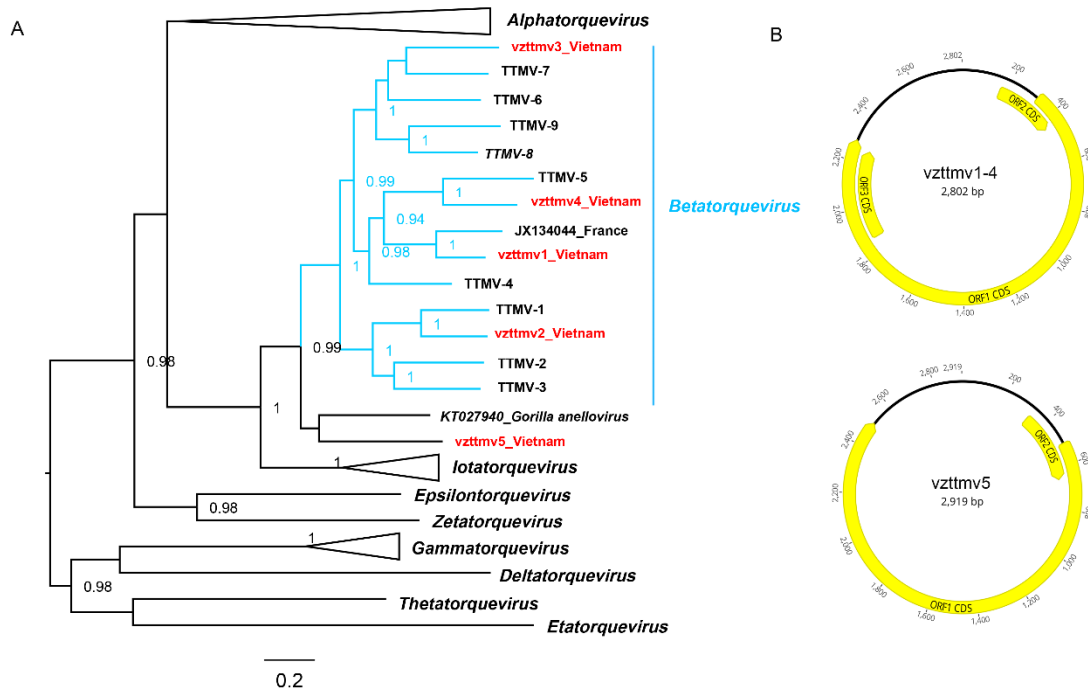 A
Alphatorquevirus
vzttmv3_Vietnam
TTMV-7
TTMV-6
1
TTMV-9
1
TTMV-8
0.99
TTMV-5
1
vzttmv4_Vietnam
Betatorquevirus
0.94
JX134044_France
0.98
1
vzttmv1_Vietnam
1
TTMV-4
TTMV-1
1
vzttmv2_Vietnam
0.99
1
0.98
TTMV-2
1
TTMV-3
1
KT027940_Gorilla anellovirus
vzttmv5_Vietnam
1
Iotatorquevirus
Epsilontorquevirus
0.98
Zetatorquevirus
1
Gammatorquevirus
Deltatorquevirus
0.98
Thetatorquevirus
Etatorquevirus
0.2
B
2,802
200
400
1,000
1,200
1,400
1,600
1,800
2,000
2,200
2,400
2,600
ORF2 CDS
ORF3 CDS
ORF1 CDS
vzttmv1-4
2,802 bp
2,919
200
400
600
1,000
1,200
1,400
1,600
1,800
2,000
2,200
2,400
2,600
2,800
ORF2 CDS
ORF1 CDS
vzttmv5
2,919 bp